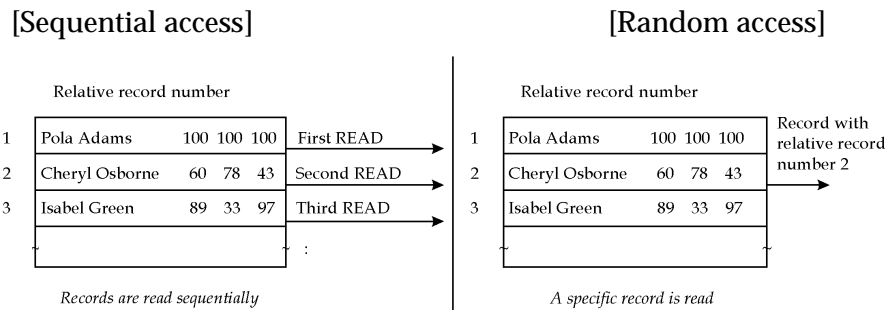 [Sequential access]
Relative record number
1 Pola Adams 100 100 100 First READ
2 Cheryl Osborne 60 78 43 Second READ
3 Isabel Green 89 33 97 Third READ
~ ~ :
Records are read sequentially
[Random access]
Relative record number
1 Pola Adams 100 100 100
2 Cheryl Osborne 60 78 43
3 Isabel Green 89 33 97
~ ~
Record with
relative record
number 2
A specific record is read